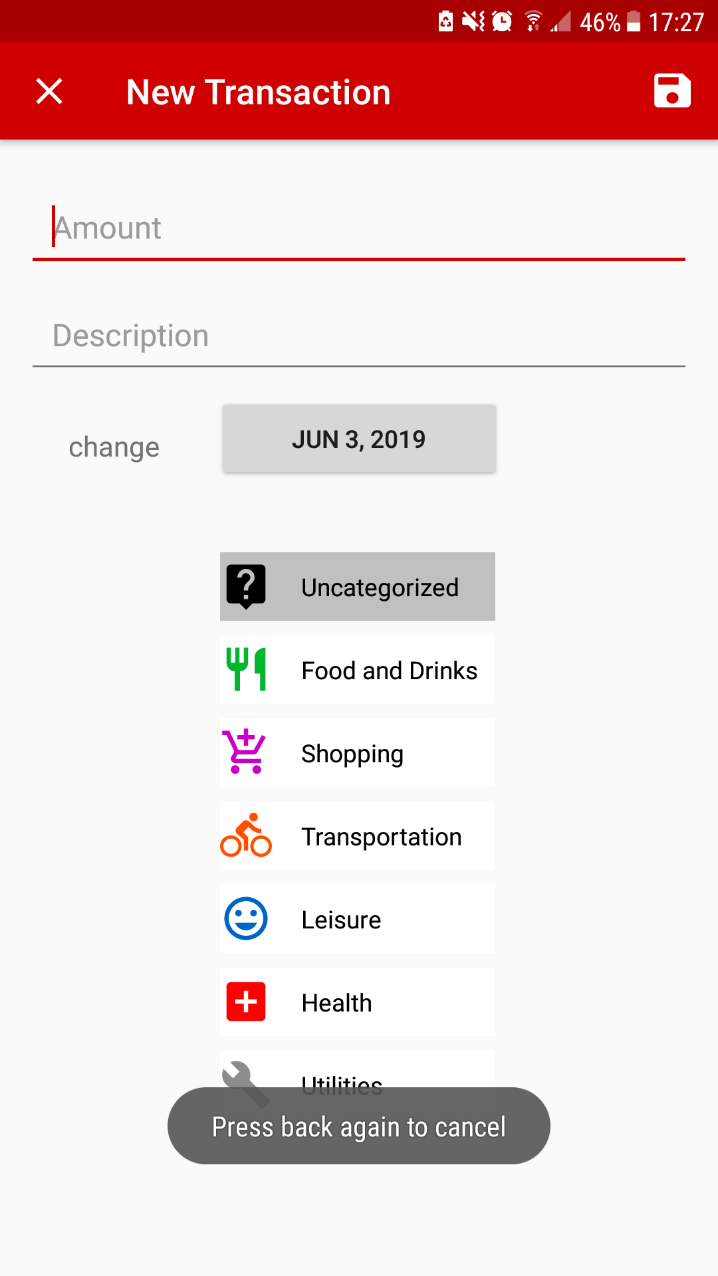 46% 17:27
New Transaction
Amount
Description
change
JUN 3, 2019
Uncategorized
Food and Drinks
Shopping
Transportation
Leisure
Health
Utilities
Press back again to cancel